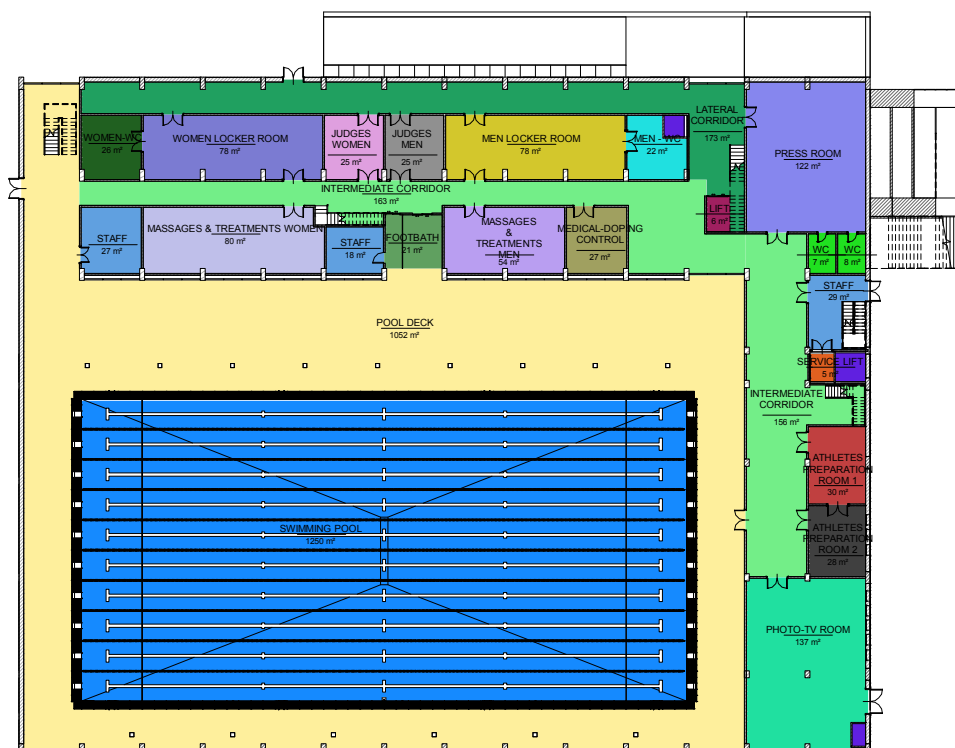 LATERAL
CORRIDOR
173 m²
WOMEN-WC
26 m²
WOMEN LOCKER ROOM
78 m²
JUDGES
WOMEN
25 m²
JUDGES
MEN
25 m²
MEN LOCKER ROOM
78 m²
MEN - WC
22 m²
PRESS ROOM
122 m²
INTERMEDIATE CORRIDOR
163 m²
LIFT
6 m²
STAFF
27 m²
MASSAGES & TREATMENTS WOMEN
80 m²
STAFF
18 m²
FOOTBATH
21 m²
MASSAGES
&
TREATMENTS
MEN
54 m²
MEDICAL-DOPING
CONTROL
27 m²
WC
7 m²
WC
8 m²
STAFF
29 m²
POOL DECK
1052 m²
SERVICE LIFT
5 m²
INTERMEDIATE
CORRIDOR
156 m²
ATHLETES
PREPARATION
ROOM 1
30 m²
SWIMMING POOL
1250 m²
ATHLETES
PREPARATION
ROOM 2
28 m²
PHOTO-TV ROOM
137 m²